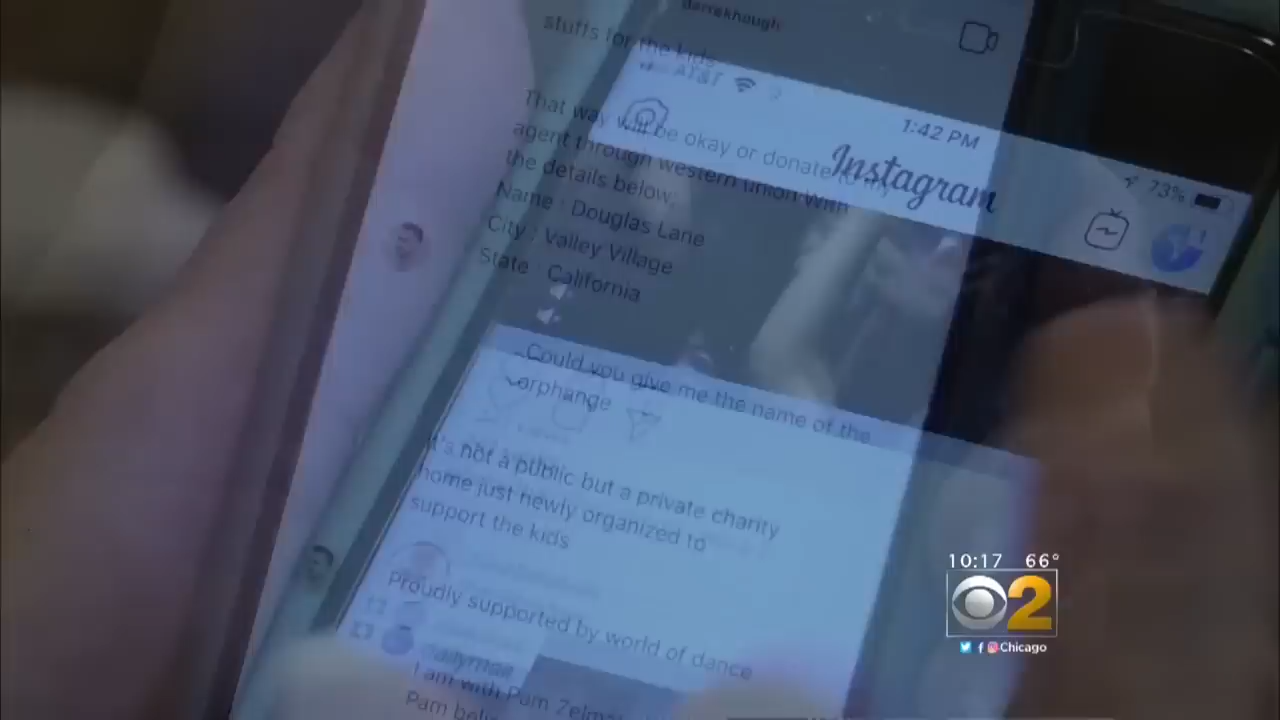 stuffs for the kids
AT&T
1:42 PM
73%
Instagram
1
That way will be okay or donate to my
agent through western union With
the details below;
Name : Douglas Lane
City : Valley Village
State : California
Could you give me the name of the
orphange
It's not a public but a private charity
home just newly organized to
support the kids
Proudly supported by world of dance
I am with Pam
Pam
10:17 66°
2
Chicago